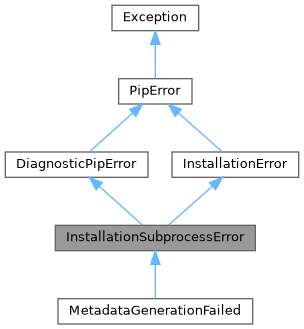 Exception
PipError
DiagnosticPipError
InstallationError
InstallationSubprocessError
MetadataGenerationFailed